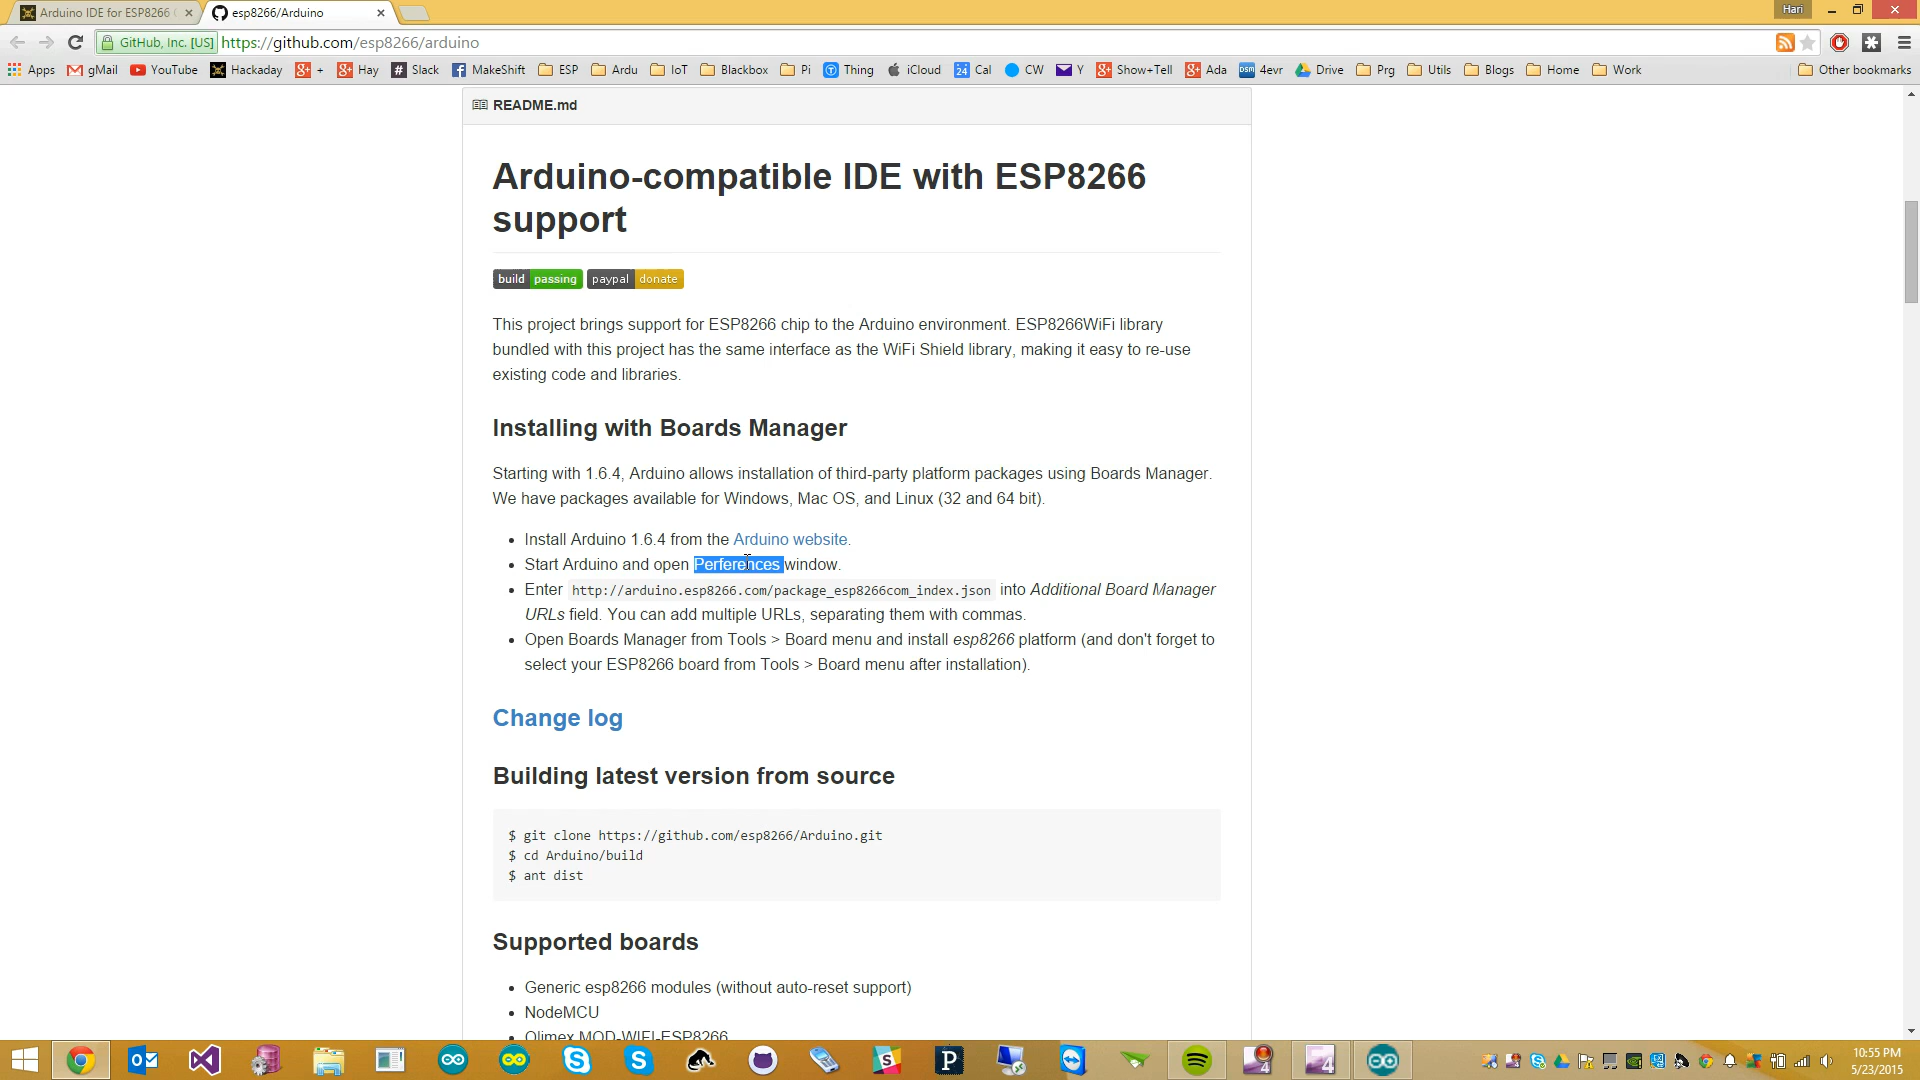 Arduino IDE for ESP8266
esp8266/Arduino
Hari
GitHub, Inc. [US]
https://github.com/esp8266/arduino
Apps gMail YouTube Hackaday + Hay Slack MakeShift ESP Ardu IoT Blackbox Pi Thing iCloud 24 Cal CW Y Show+Tell Ada DSM 4evr Drive Prg Utils Blogs Home Work Other bookmarks
README.md
Arduino-compatible IDE with ESP8266
support
build passing paypal donate
This project brings support for ESP8266 chip to the Arduino environment. ESP8266WiFi library
bundled with this project has the same interface as the WiFi Shield library, making it easy to re-use
existing code and libraries.
Installing with Boards Manager
Starting with 1.6.4, Arduino allows installation of third-party platform packages using Boards Manager.
We have packages available for Windows, Mac OS, and Linux (32 and 64 bit).
• Install Arduino 1.6.4 from the Arduino website.
• Start Arduino and open Perferences window.
• Enter http://arduino.esp8266.com/package_esp8266com_index.json into Additional Board Manager
URLs field. You can add multiple URLs, separating them with commas.
• Open Boards Manager from Tools > Board menu and install esp8266 platform (and don't forget to
select your ESP8266 board from Tools > Board menu after installation).
Change log
Building latest version from source
$ git clone https://github.com/esp8266/Arduino.git
$ cd Arduino/build
$ ant dist
Supported boards
• Generic esp8266 modules (without auto-reset support)
• NodeMCU
• Olimex MOD-WIFI-ESP8266
10:55 PM
5/23/2015